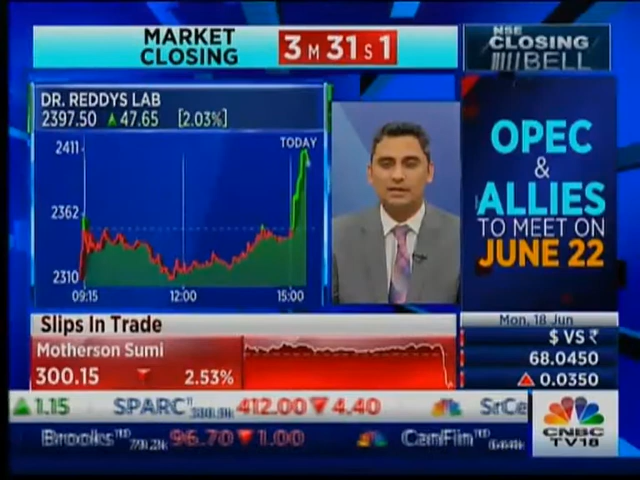 MARKET
CLOSING
3 M 31 S 1
NSE
CLOSING
BELL
DR. REDDYS LAB
2397.50 ▲ 47.65 [2.03%]
TODAY
2411
2362
2310
09:15 12:00 15:00
OPEC
&
ALLIES
TO MEET ON
JUNE 22
Slips In Trade
Motherson Sumi
300.15 ▼ 2.53%
Mon, 18 Jun
$ VS ₹
68.0450
▲ 0.0350
▲ 1.15 SPARC 412.00 ▼ 4.40 SrCe
Brooks 96.70 ▼ 1.00 CamFin
CNBC
TV18